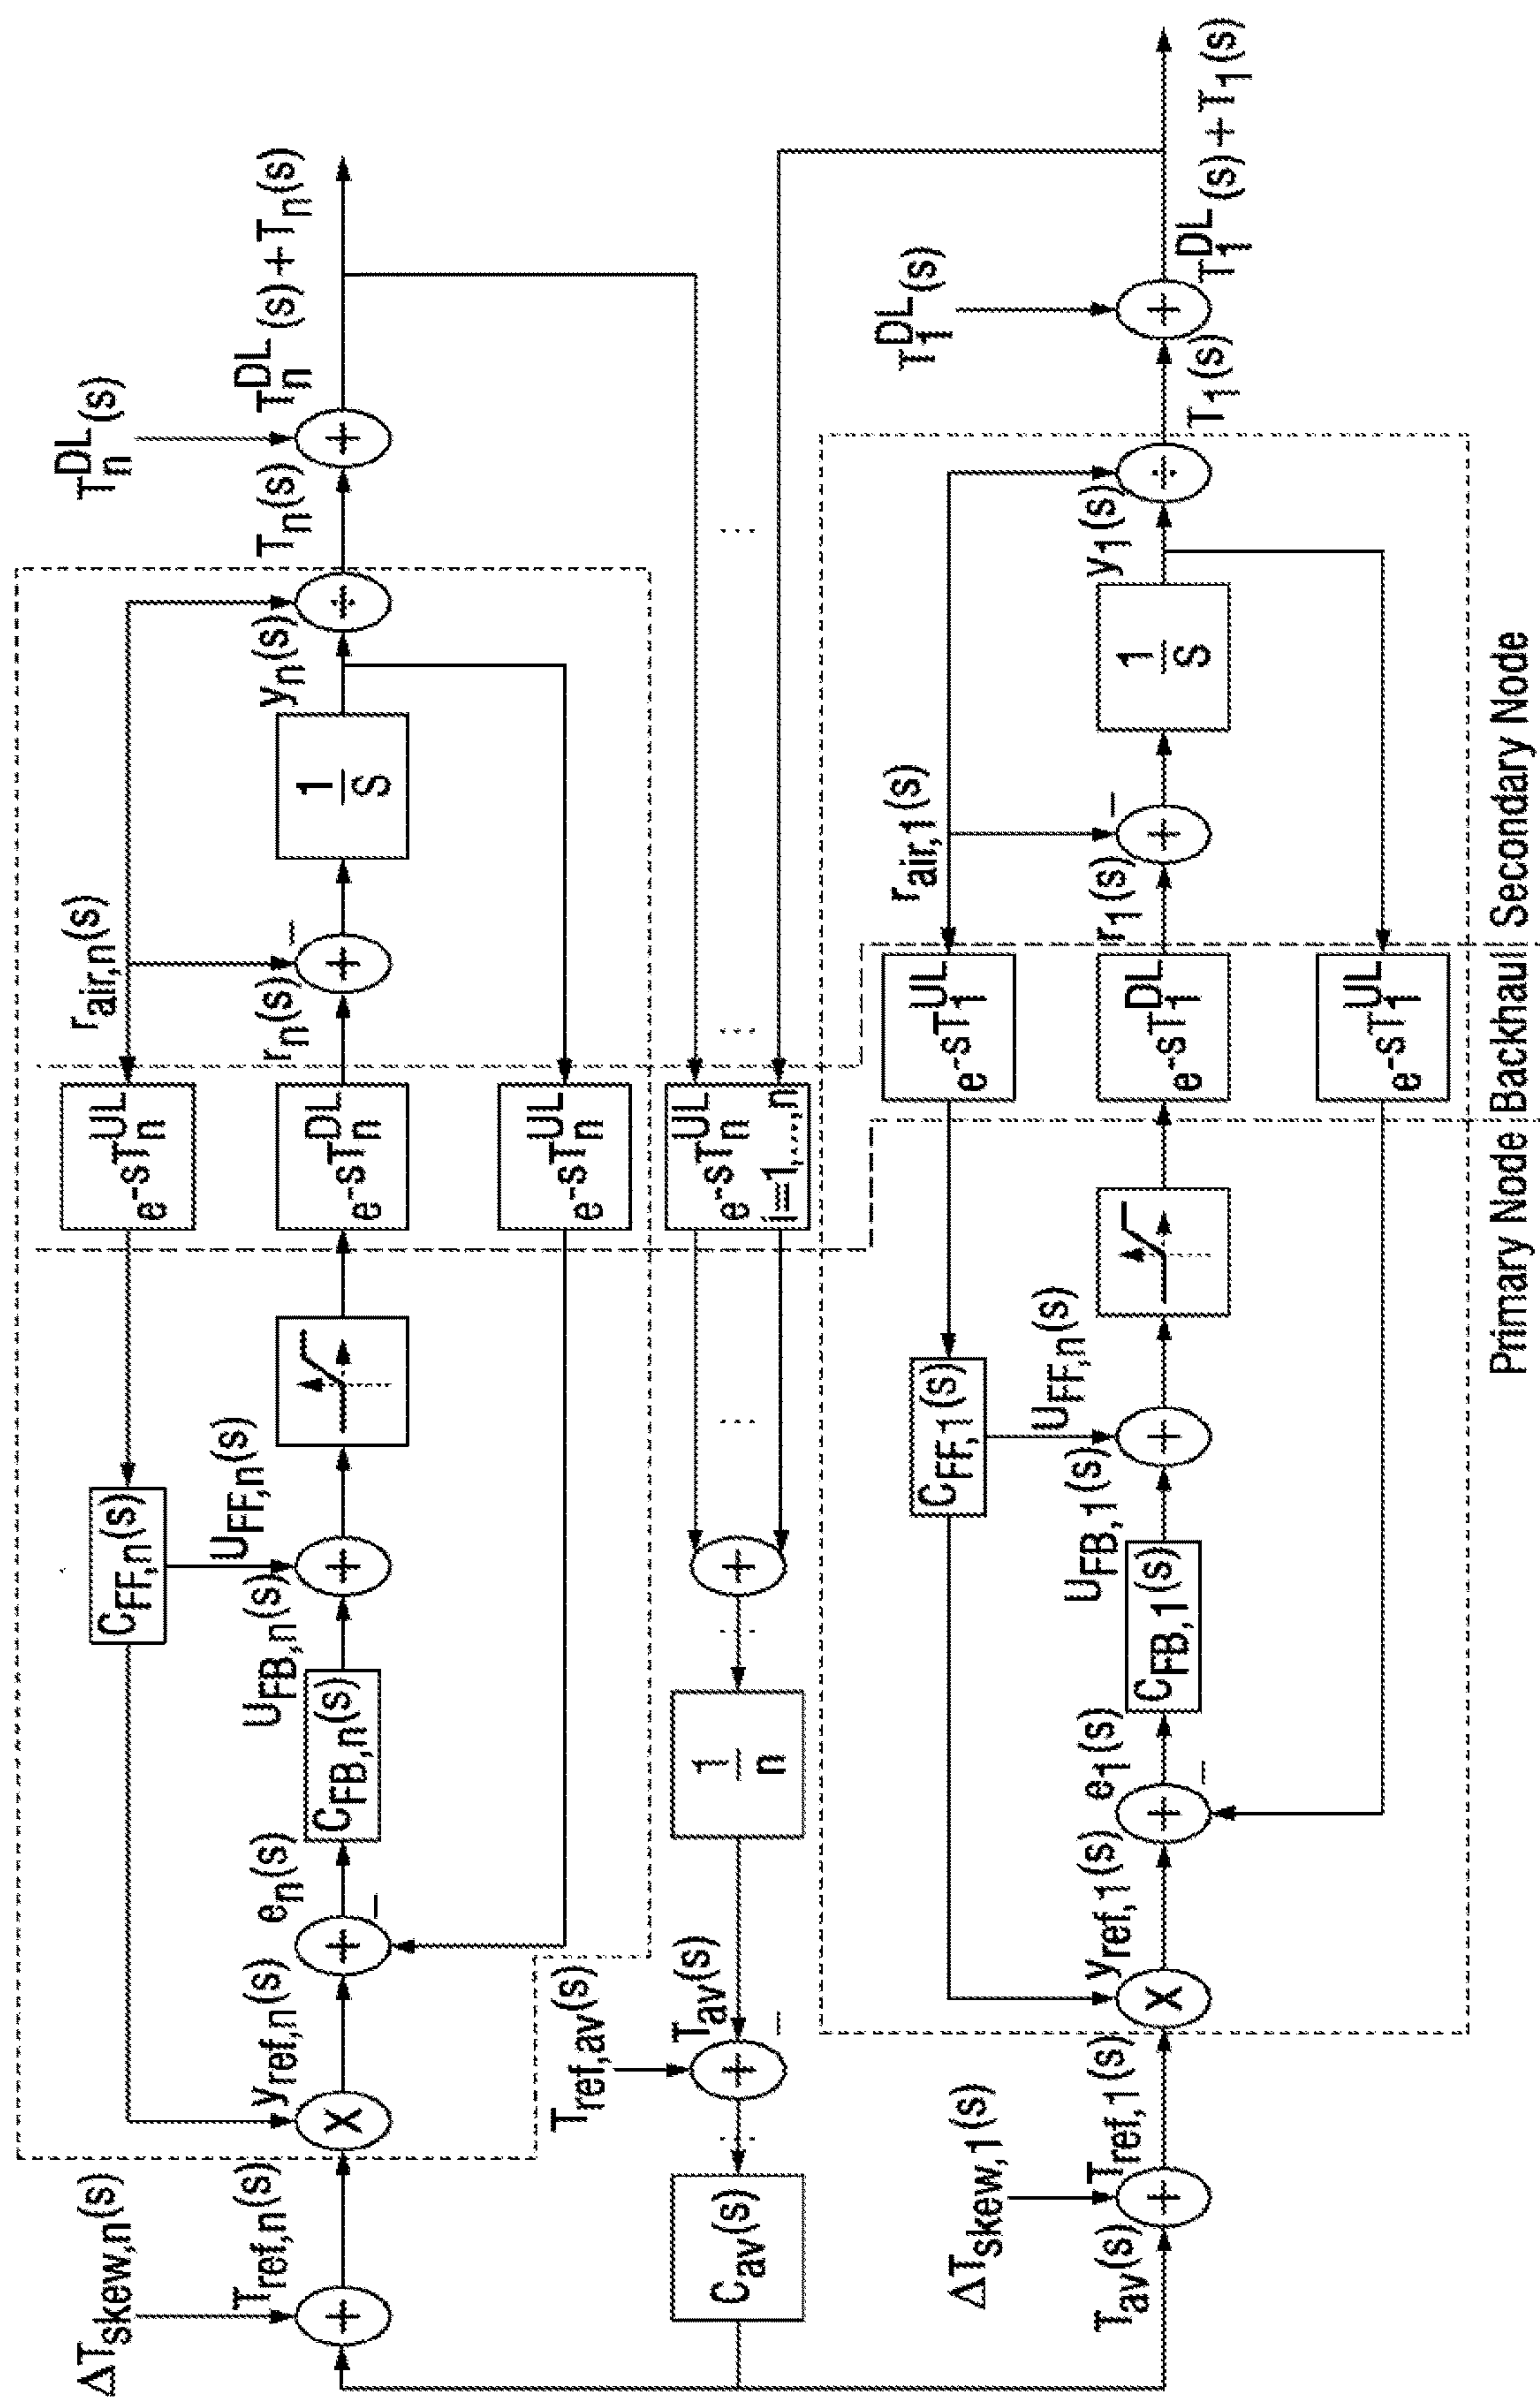 ΔT_skew,n(s)
T_ref,n(s)
y_ref,n(s)
X
+
e_n(s)
–
C_FB,n(s)
U_FB,n(s)
C_FF,n(s)
U_FF,n(s)
+
e^-sT_n^UL
e^-sT_n^DL
e^-sT_n^UL
r_air,n(s)
r_n(s)
+
–
1/S
y_n(s)
÷
T_n(s)
T_n^DL(s)
+
T_n^DL(s)+T_n(s)
+
C_av(s)
T_ref,av(s)
+
–
T_av(s)
1/n
+
...
e^-sT_n^UL
i=1,...,n
...
...
T_av(s)
ΔT_skew,1(s)
+
T_ref,1(s)
X
y_ref,1(s)
+
–
e_1(s)
C_FB,1(s)
U_FB,1(s)
C_FF,1(s)
U_FF,n(s)
+
e^-sT_1^UL
e^-sT_1^DL
e^-sT_1^UL
r_air,1(s)
r_1(s)
+
–
1/S
y_1(s)
÷
T_1(s)
T_1^DL(s)
+
T_1^DL(s)+T_1(s)
Primary Node
Backhaul
Secondary Node